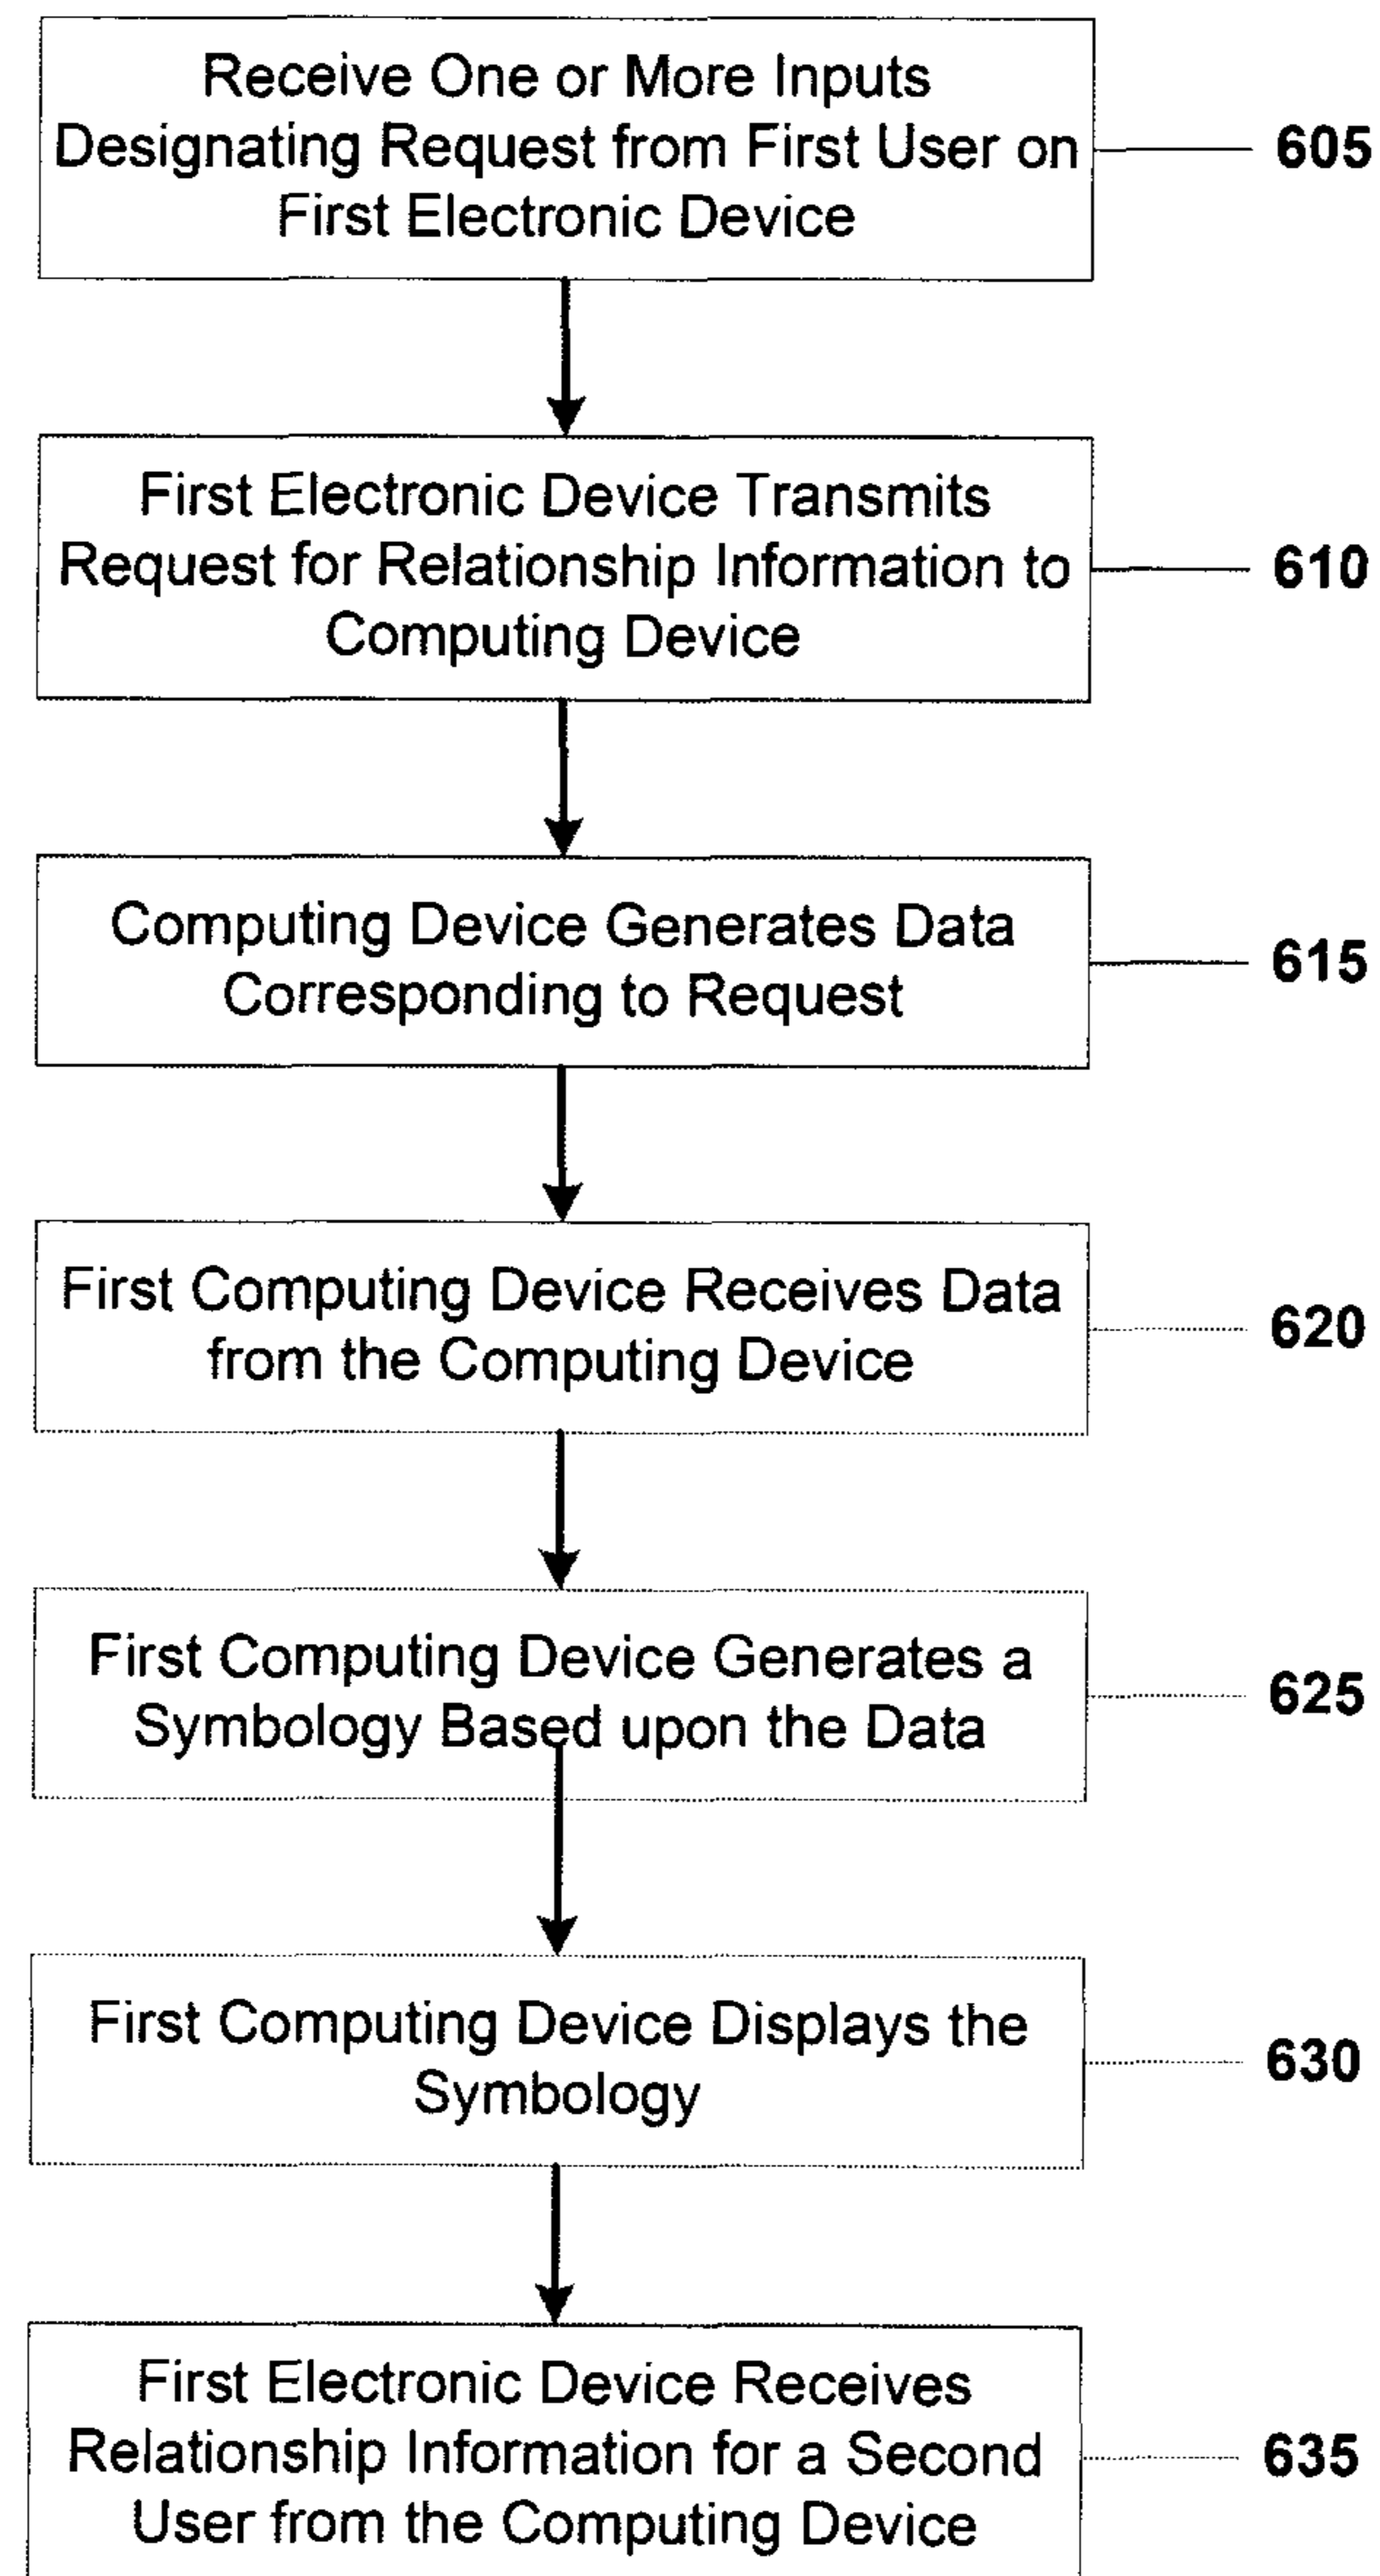 Receive One or More Inputs
Designating Request from First User on
First Electronic Device
605
First Electronic Device Transmits
Request for Relationship Information to
Computing Device
610
Computing Device Generates Data
Corresponding to Request
615
First Computing Device Receives Data
from the Computing Device
620
First Computing Device Generates a
Symbology Based upon the Data
625
First Computing Device Displays the
Symbology
630
First Electronic Device Receives
Relationship Information for a Second
User from the Computing Device
635